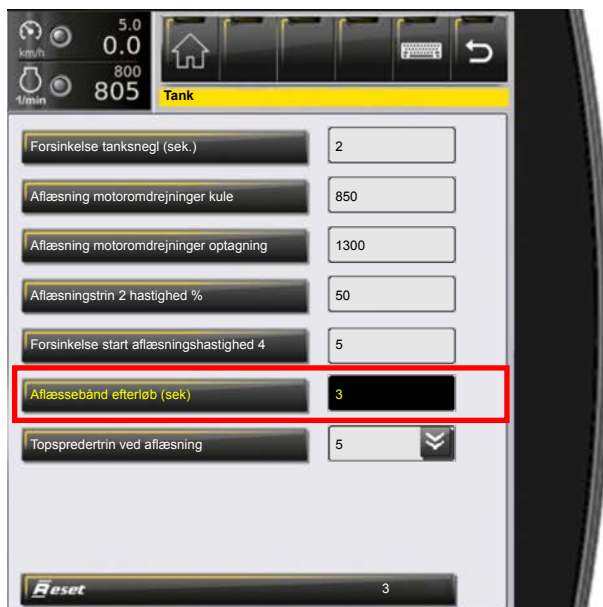 5.0
km/h 0.0
800
1/min 805
Tank
Forsinkelse tanksnegl (sek.) 2
Aflæsning motoromdrejninger kule 850
Aflæsning motoromdrejninger optagning 1300
Aflæsningstrin 2 hastighed % 50
Forsinkelse start aflæsningshastighed 4 5
Aflæssebånd efterløb (sek) 3
Topspredertrin ved aflæsning 5
Reset 3